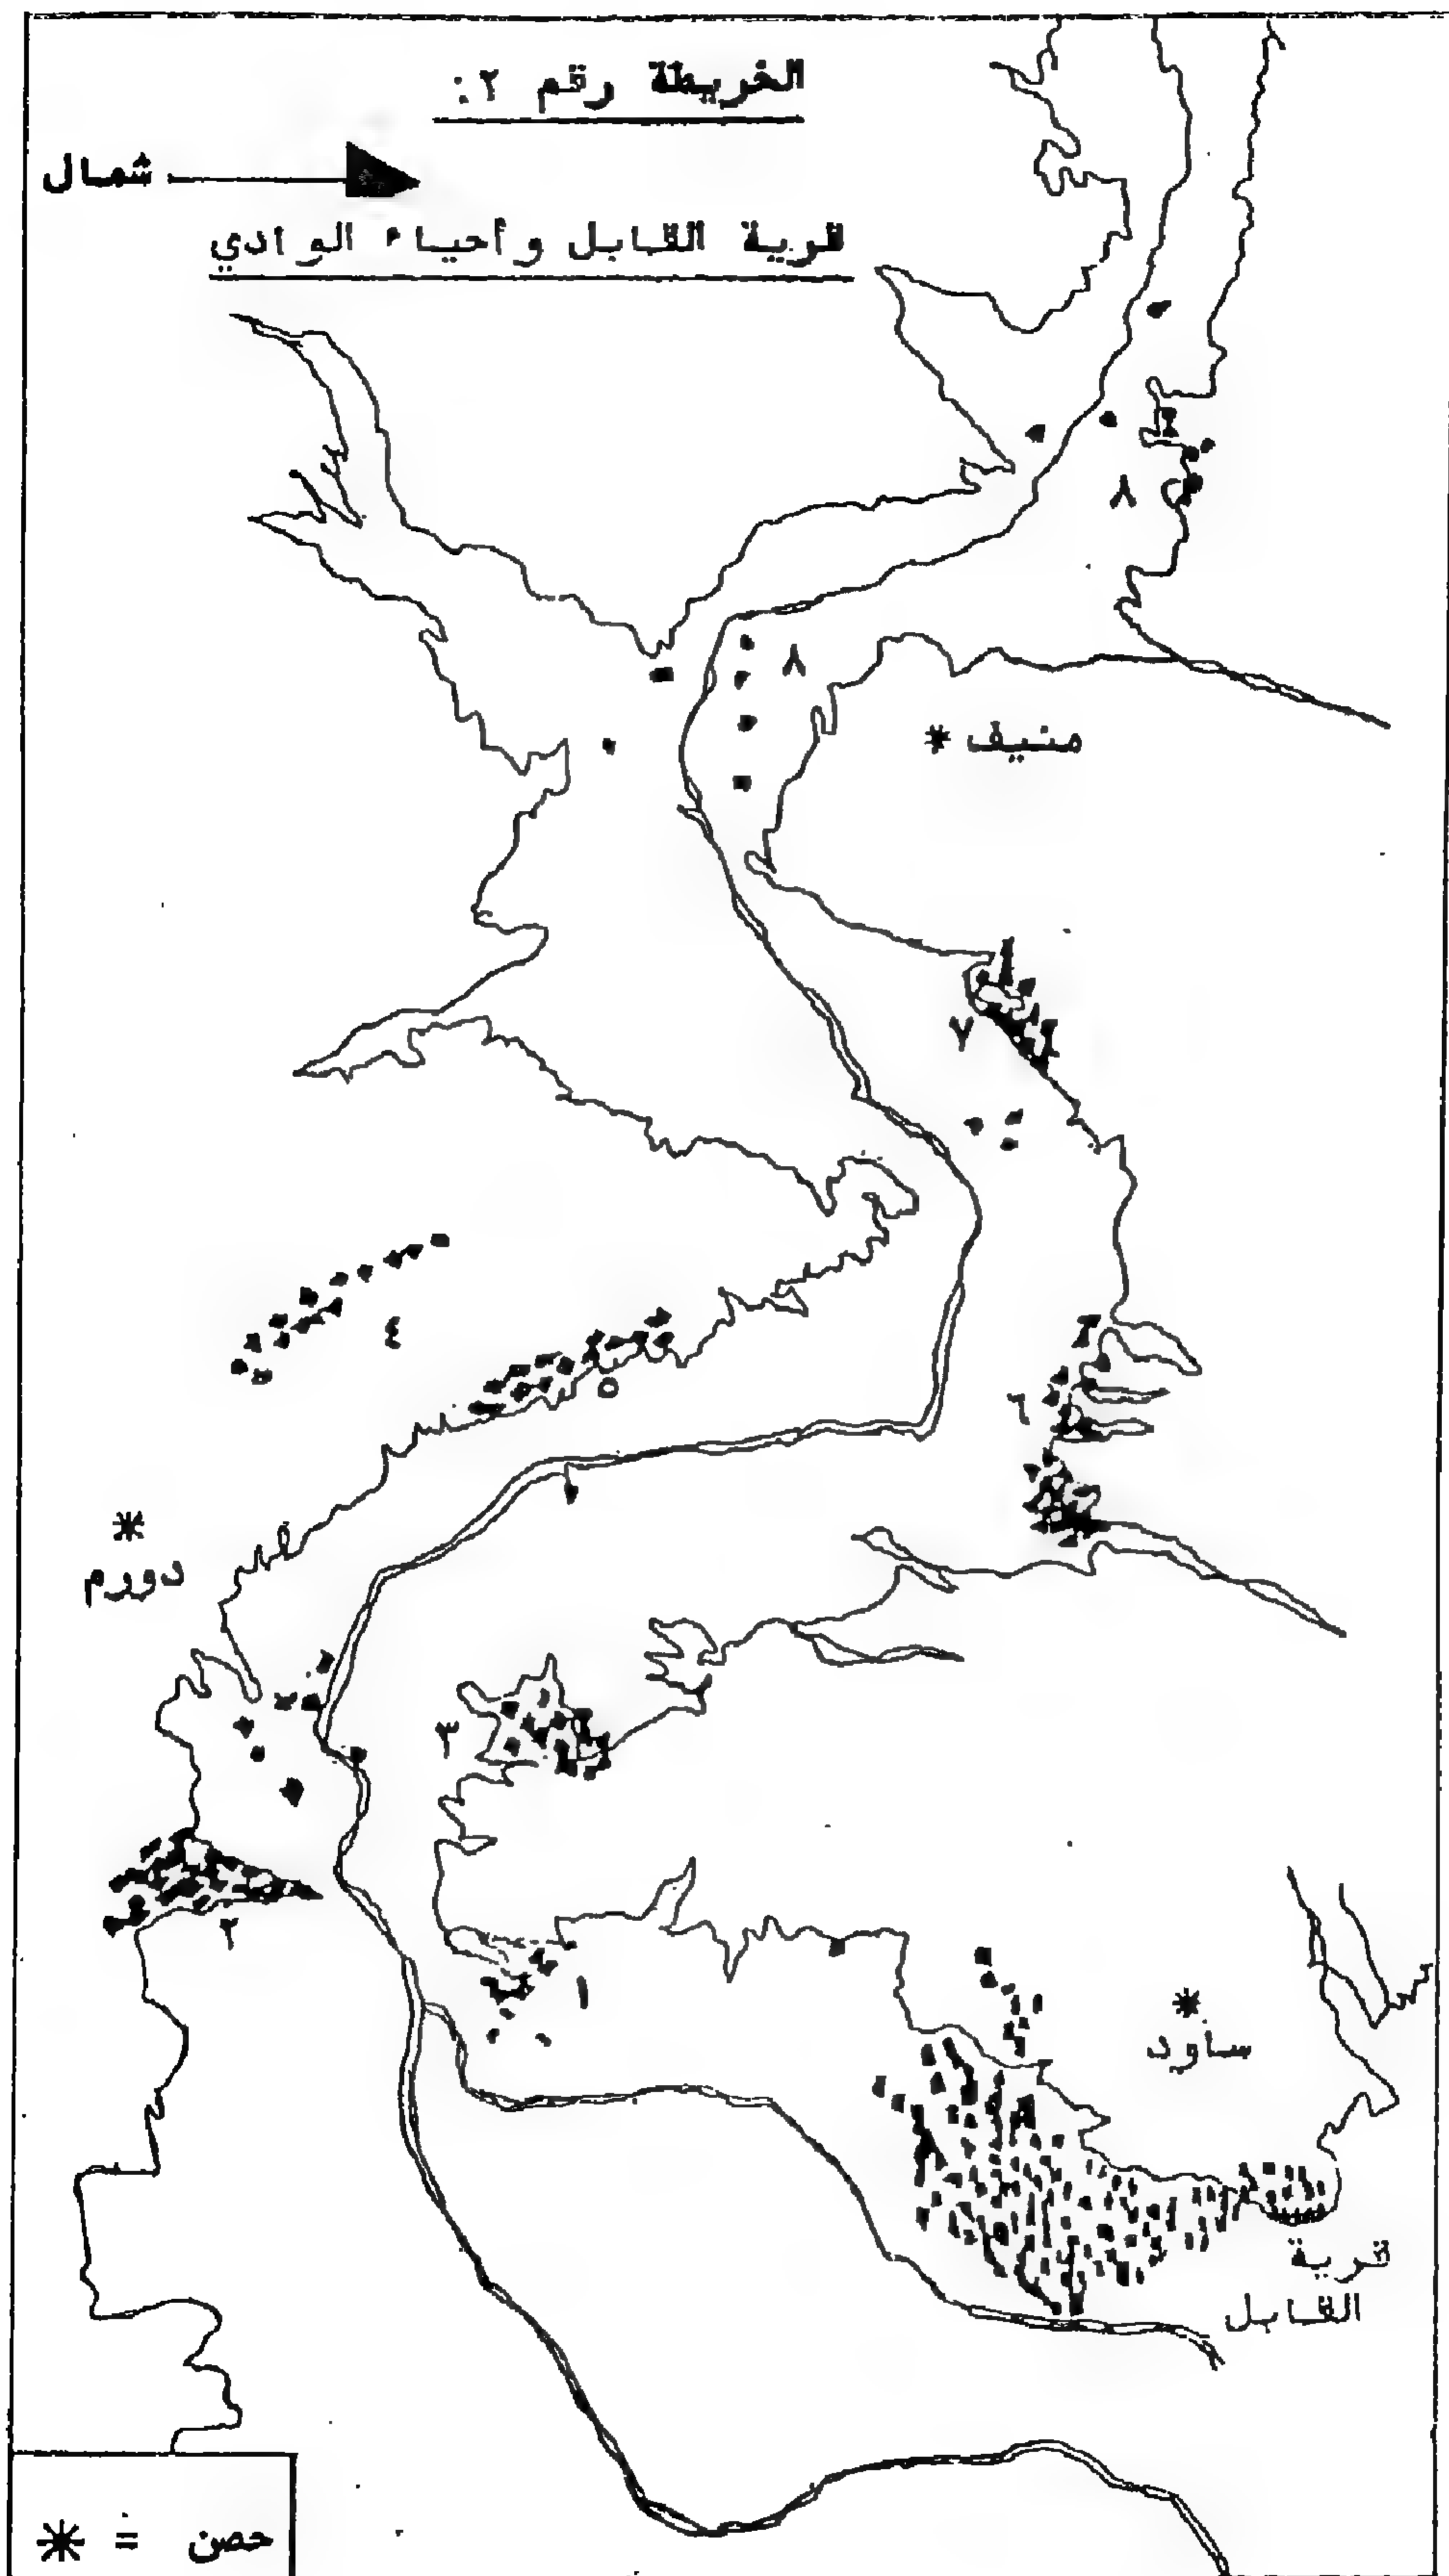 الخريطة رقم ٢:
شمال
قرية القابل وأحياء الوادي
٨
٨
منيف *
٧
٤
٥
٦
*
دورم
٣
٢
١
*
ساود
قرية
القابل
حصن = *